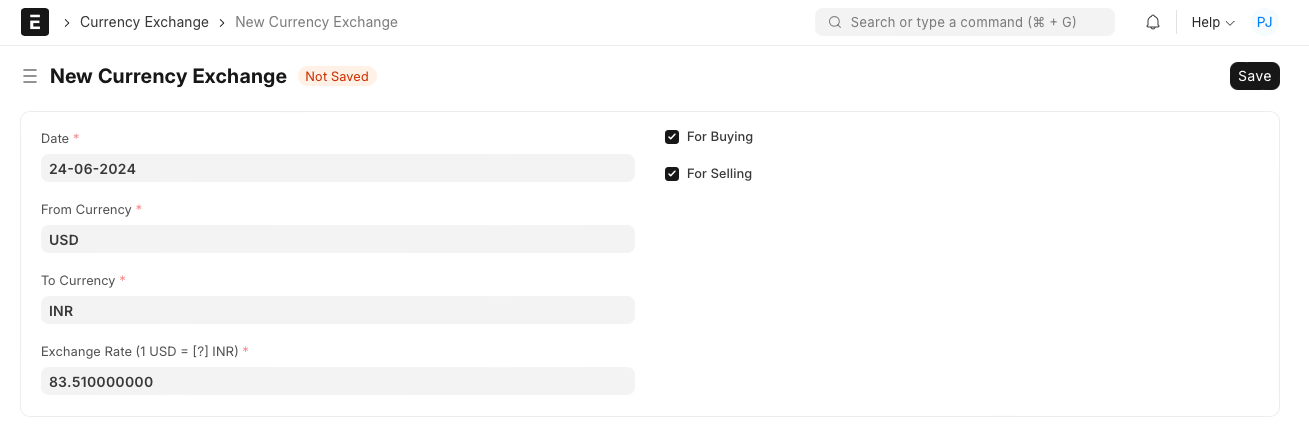 E > Currency Exchange > New Currency Exchange Search or type a command (⌘ + G) Help PJ
New Currency Exchange Not Saved Save
Date *
24-06-2024
From Currency *
USD
To Currency *
INR
Exchange Rate (1 USD = [?] INR) *
83.510000000
For Buying
For Selling